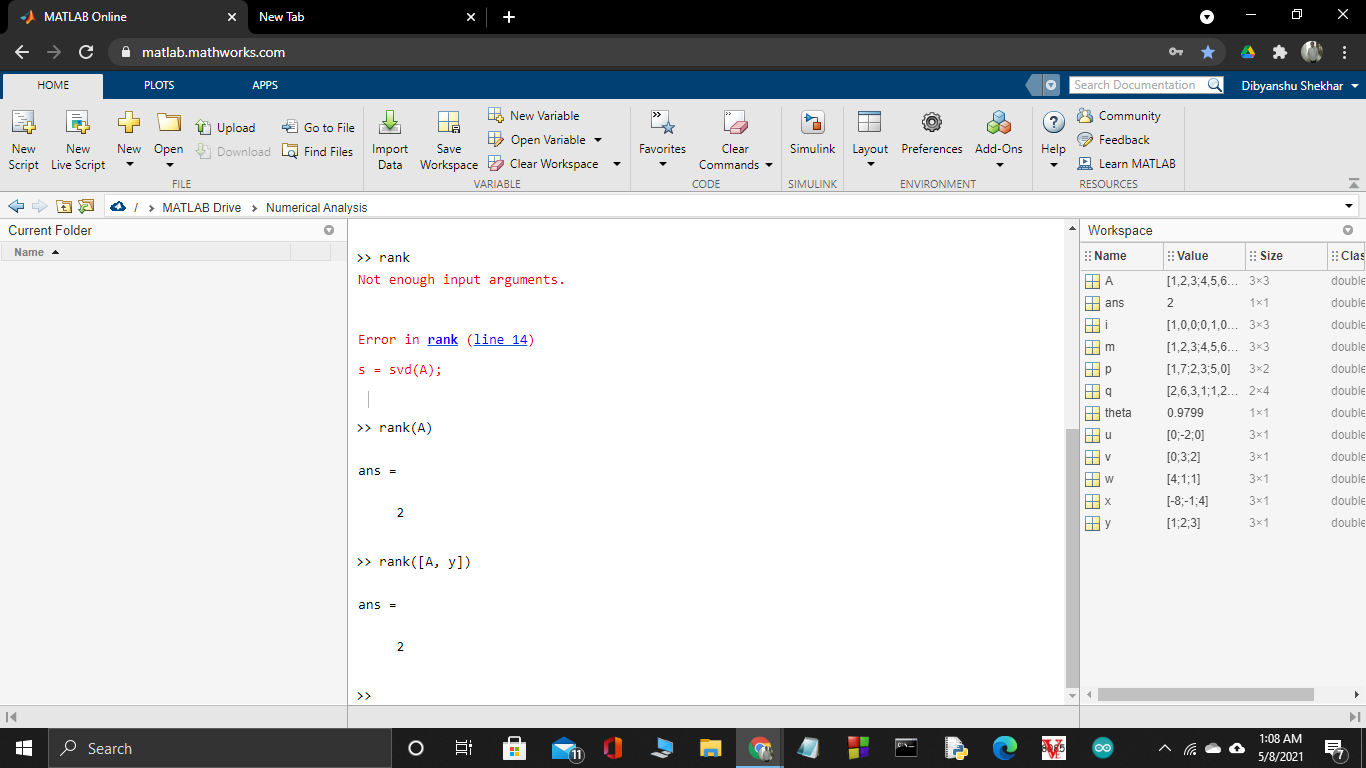 MATLAB Online
New Tab
matlab.mathworks.com
HOME PLOTS APPS
Search Documentation
Dibyanshu Shekhar
New Script
New Live Script
New
Open
Upload
Download
Go to File
Find Files
FILE
Import Data
Save Workspace
New Variable
Open Variable
Clear Workspace
VARIABLE
Favorites
Clear Commands
CODE
Simulink
SIMULINK
Layout
Preferences
Add-Ons
ENVIRONMENT
Help
Community
Feedback
Learn MATLAB
RESOURCES
/ MATLAB Drive Numerical Analysis
Current Folder
Name
>> rank
Not enough input arguments.
Error in rank (line 14)
s = svd(A);
>> rank(A)
ans =
2
>> rank([A, y])
ans =
2
>>
Workspace
Name Value Size Clas
A [1,2,3;4,5,6... 3×3 double
ans 2 1×1 double
i [1,0,0;0,1,0... 3×3 double
m [1,2,3;4,5,6... 3×3 double
p [1,7;2,3;5,0] 3×2 double
q [2,6,3,1;1,2... 2×4 double
theta 0.9799 1×1 double
u [0;-2;0] 3×1 double
v [0;3;2] 3×1 double
w [4;1;1] 3×1 double
x [-8;-1;4] 3×1 double
y [1;2;3] 3×1 double
Search
11
1:08 AM
5/8/2021
7